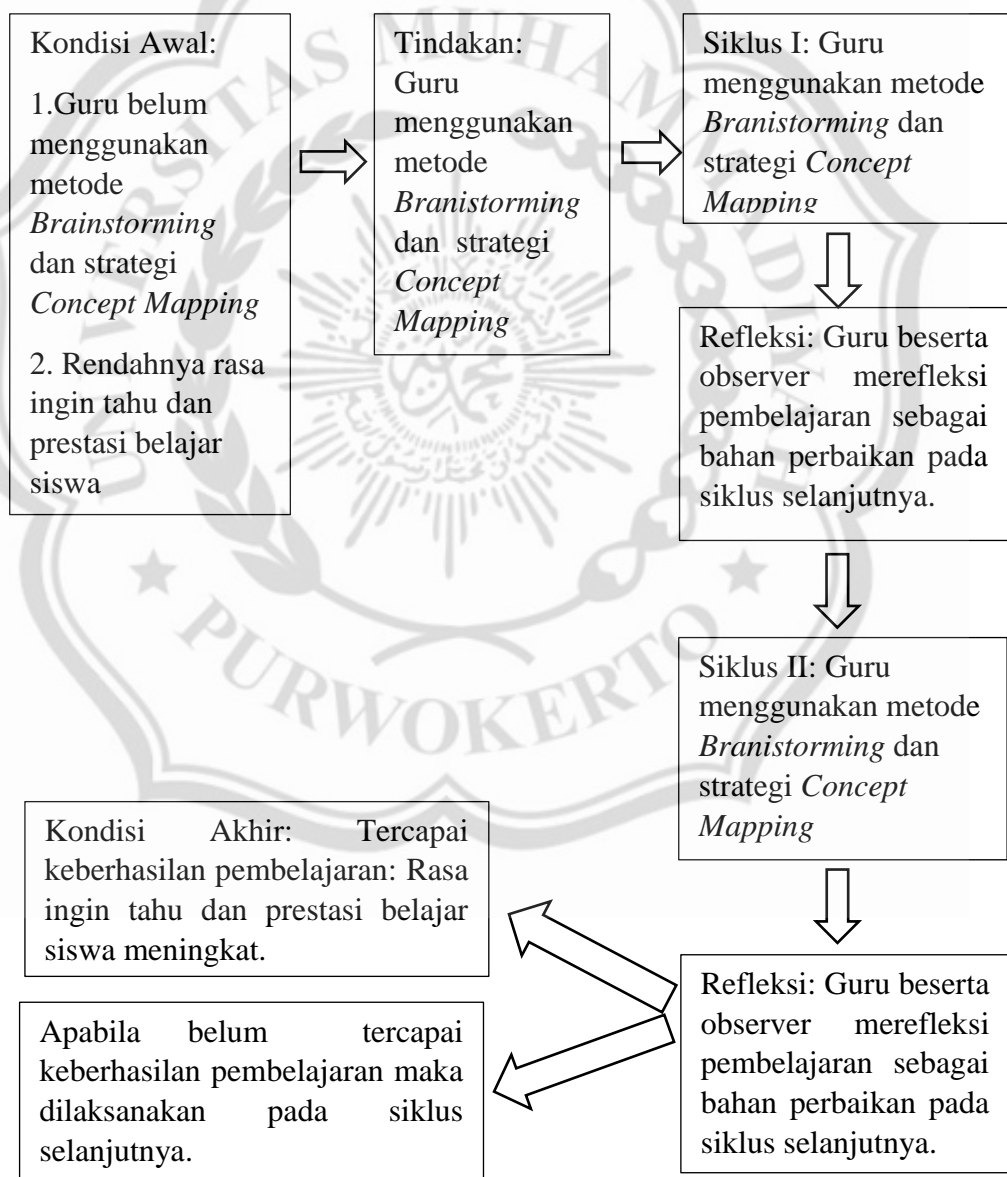 Kondisi Awal:
1.Guru belum
menggunakan
metode
Brainstorming
dan strategi
Concept Mapping
2. Rendahnya rasa
ingin tahu dan
prestasi belajar
siswa
Tindakan:
Guru
menggunakan
metode
Branistorming
dan strategi
Concept
Mapping
Siklus I: Guru
menggunakan metode
Branistorming dan
strategi Concept
Mapping
Refleksi: Guru beserta
observer merefleksi
pembelajaran sebagai
bahan perbaikan pada
siklus selanjutnya.
Siklus II: Guru
menggunakan metode
Branistorming dan
strategi Concept
Mapping
Refleksi: Guru beserta
observer merefleksi
pembelajaran sebagai
bahan perbaikan pada
siklus selanjutnya.
Kondisi Akhir: Tercapai
keberhasilan pembelajaran: Rasa
ingin tahu dan prestasi belajar
siswa meningkat.
Apabila belum tercapai
keberhasilan pembelajaran maka
dilaksanakan pada siklus
selanjutnya.
UNIVERSITAS MUHAMMADIYAH
PURWOKERTO